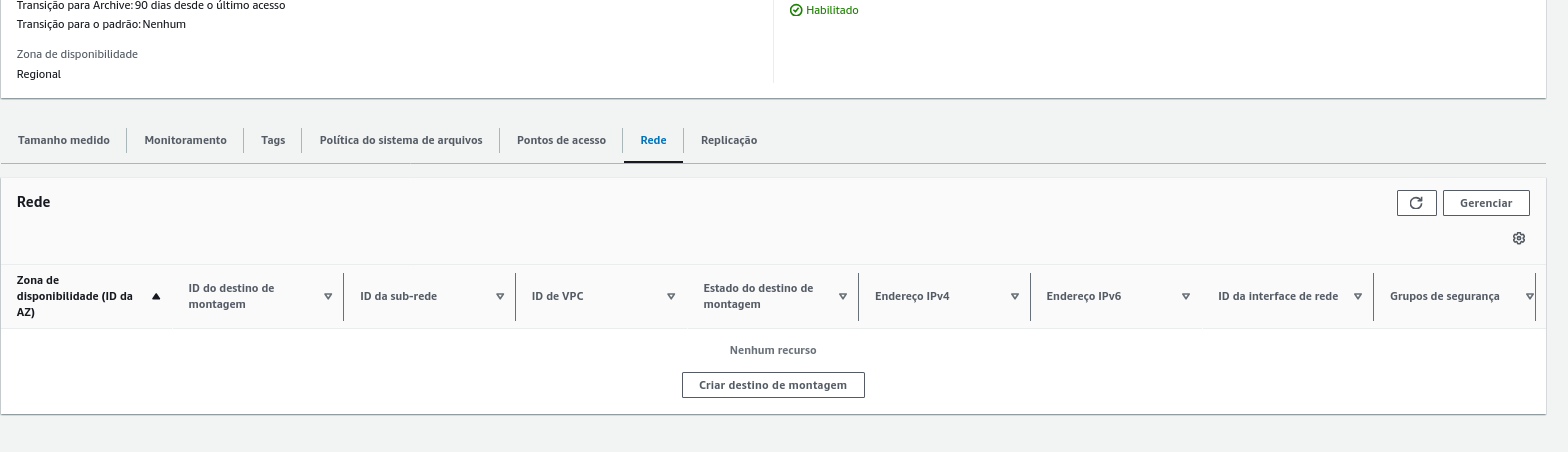 Transição para Archive: 90 dias desde o último acesso
Transição para o padrão: Nenhum
Zona de disponibilidade
Regional
Habilitado
Tamanho medido
Monitoramento
Tags
Política do sistema de arquivos
Pontos de acesso
Rede
Replicação
Rede
Gerenciar
Zona de
disponibilidade (ID da
AZ)
ID do destino de
montagem
ID da sub-rede
ID de VPC
Estado do destino de
montagem
Endereço IPv4
Endereço IPv6
ID da interface de rede
Grupos de segurança
Nenhum recurso
Criar destino de montagem